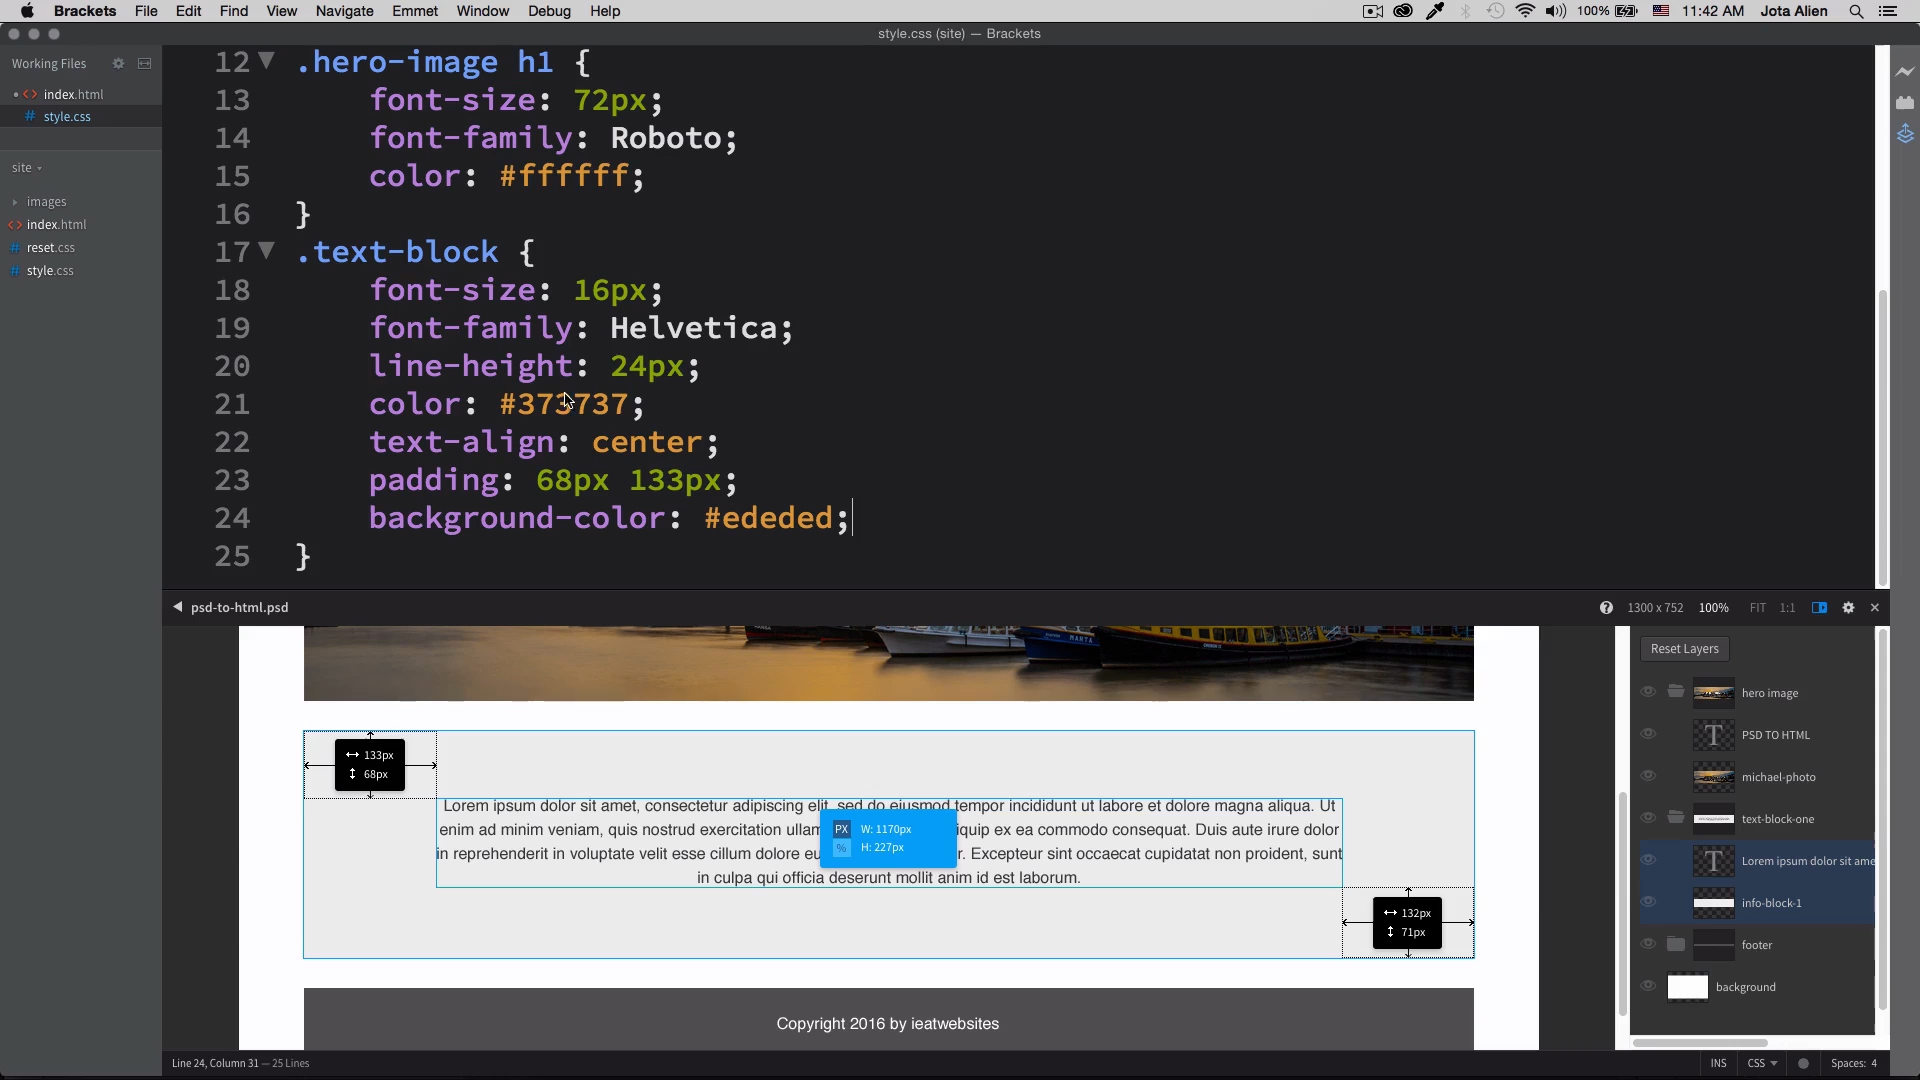 Brackets File Edit Find View Navigate Emmet Window Debug Help 100% 11:42 AM Jota Alien
style.css (site) — Brackets
Working Files
index.html
style.css
site
images
index.html
reset.css
style.css
12 .hero-image h1 {
13 font-size: 72px;
14 font-family: Roboto;
15 color: #ffffff;
16 }
17 .text-block {
18 font-size: 16px;
19 font-family: Helvetica;
20 line-height: 24px;
21 color: #373737;
22 text-align: center;
23 padding: 68px 133px;
24 background-color: #ededed;
25 }
psd-to-html.psd 1300 x 752 100% FIT 1:1
MARTA
133px
68px
Lorem ipsum dolor sit amet, consectetur adipiscing elit, sed do eiusmod tempor incididunt ut labore et dolore magna aliqua. Ut
enim ad minim veniam, quis nostrud exercitation ullam iquip ex ea commodo consequat. Duis aute irure dolor
in reprehenderit in voluptate velit esse cillum dolore eu r. Excepteur sint occaecat cupidatat non proident, sunt
in culpa qui officia deserunt mollit anim id est laborum.
PX W: 1170px
% H: 227px
132px
71px
Copyright 2016 by ieatwebsites
Reset Layers
hero image
T PSD TO HTML
michael-photo
text-block-one
T Lorem ipsum dolor sit ame
info-block-1
footer
background
Line 24, Column 31 — 25 Lines INS CSS Spaces: 4